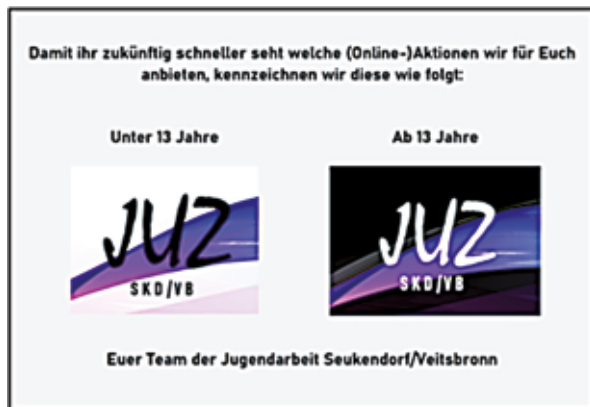 Damit ihr zukünftig schneller seht welche (Online-)Aktionen wir für Euch
anbieten, kennzeichnen wir diese wie folgt:
Unter 13 Jahre
Ab 13 Jahre
JUZ
SKD/VB
JUZ
SKD/VB
Euer Team der Jugendarbeit Seukendorf/Veitsbronn